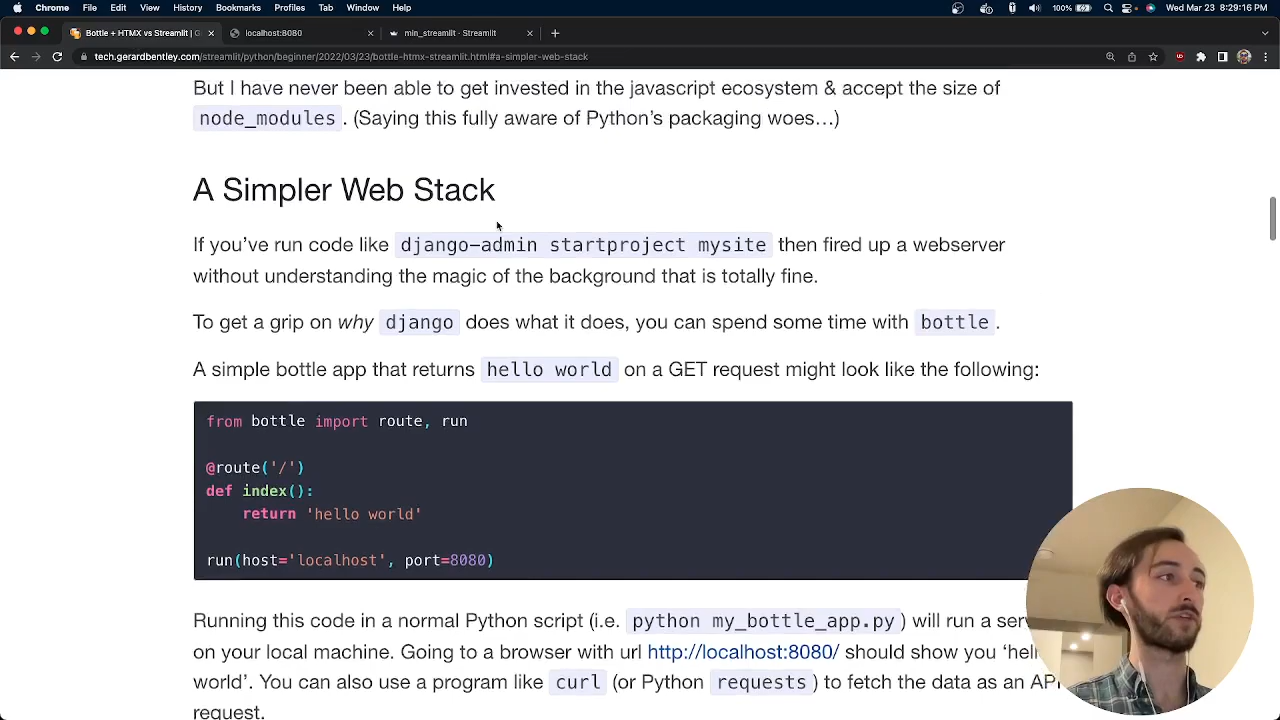 Chrome File Edit View History Bookmarks Profiles Tab Window Help 100% Wed Mar 23 8:29:16 PM
Bottle + HTMX vs Streamlit | G localhost:8080 min_streamlit · Streamlit
tech.gerardbentley.com/streamlit/python/beginner/2022/03/23/bottle-htmx-streamlit.html#a-simpler-web-stack
But I have never been able to get invested in the javascript ecosystem & accept the size of
node_modules. (Saying this fully aware of Python's packaging woes…)
A Simpler Web Stack
If you've run code like django-admin startproject mysite then fired up a webserver
without understanding the magic of the background that is totally fine.
To get a grip on why django does what it does, you can spend some time with bottle.
A simple bottle app that returns hello world on a GET request might look like the following:
from bottle import route, run
@route('/')
def index():
    return 'hello world'
run(host='localhost', port=8080)
Running this code in a normal Python script (i.e. python my_bottle_app.py) will run a serv
on your local machine. Going to a browser with url http://localhost:8080/ should show you 'hell
world'. You can also use a program like curl (or Python requests) to fetch the data as an API
request.